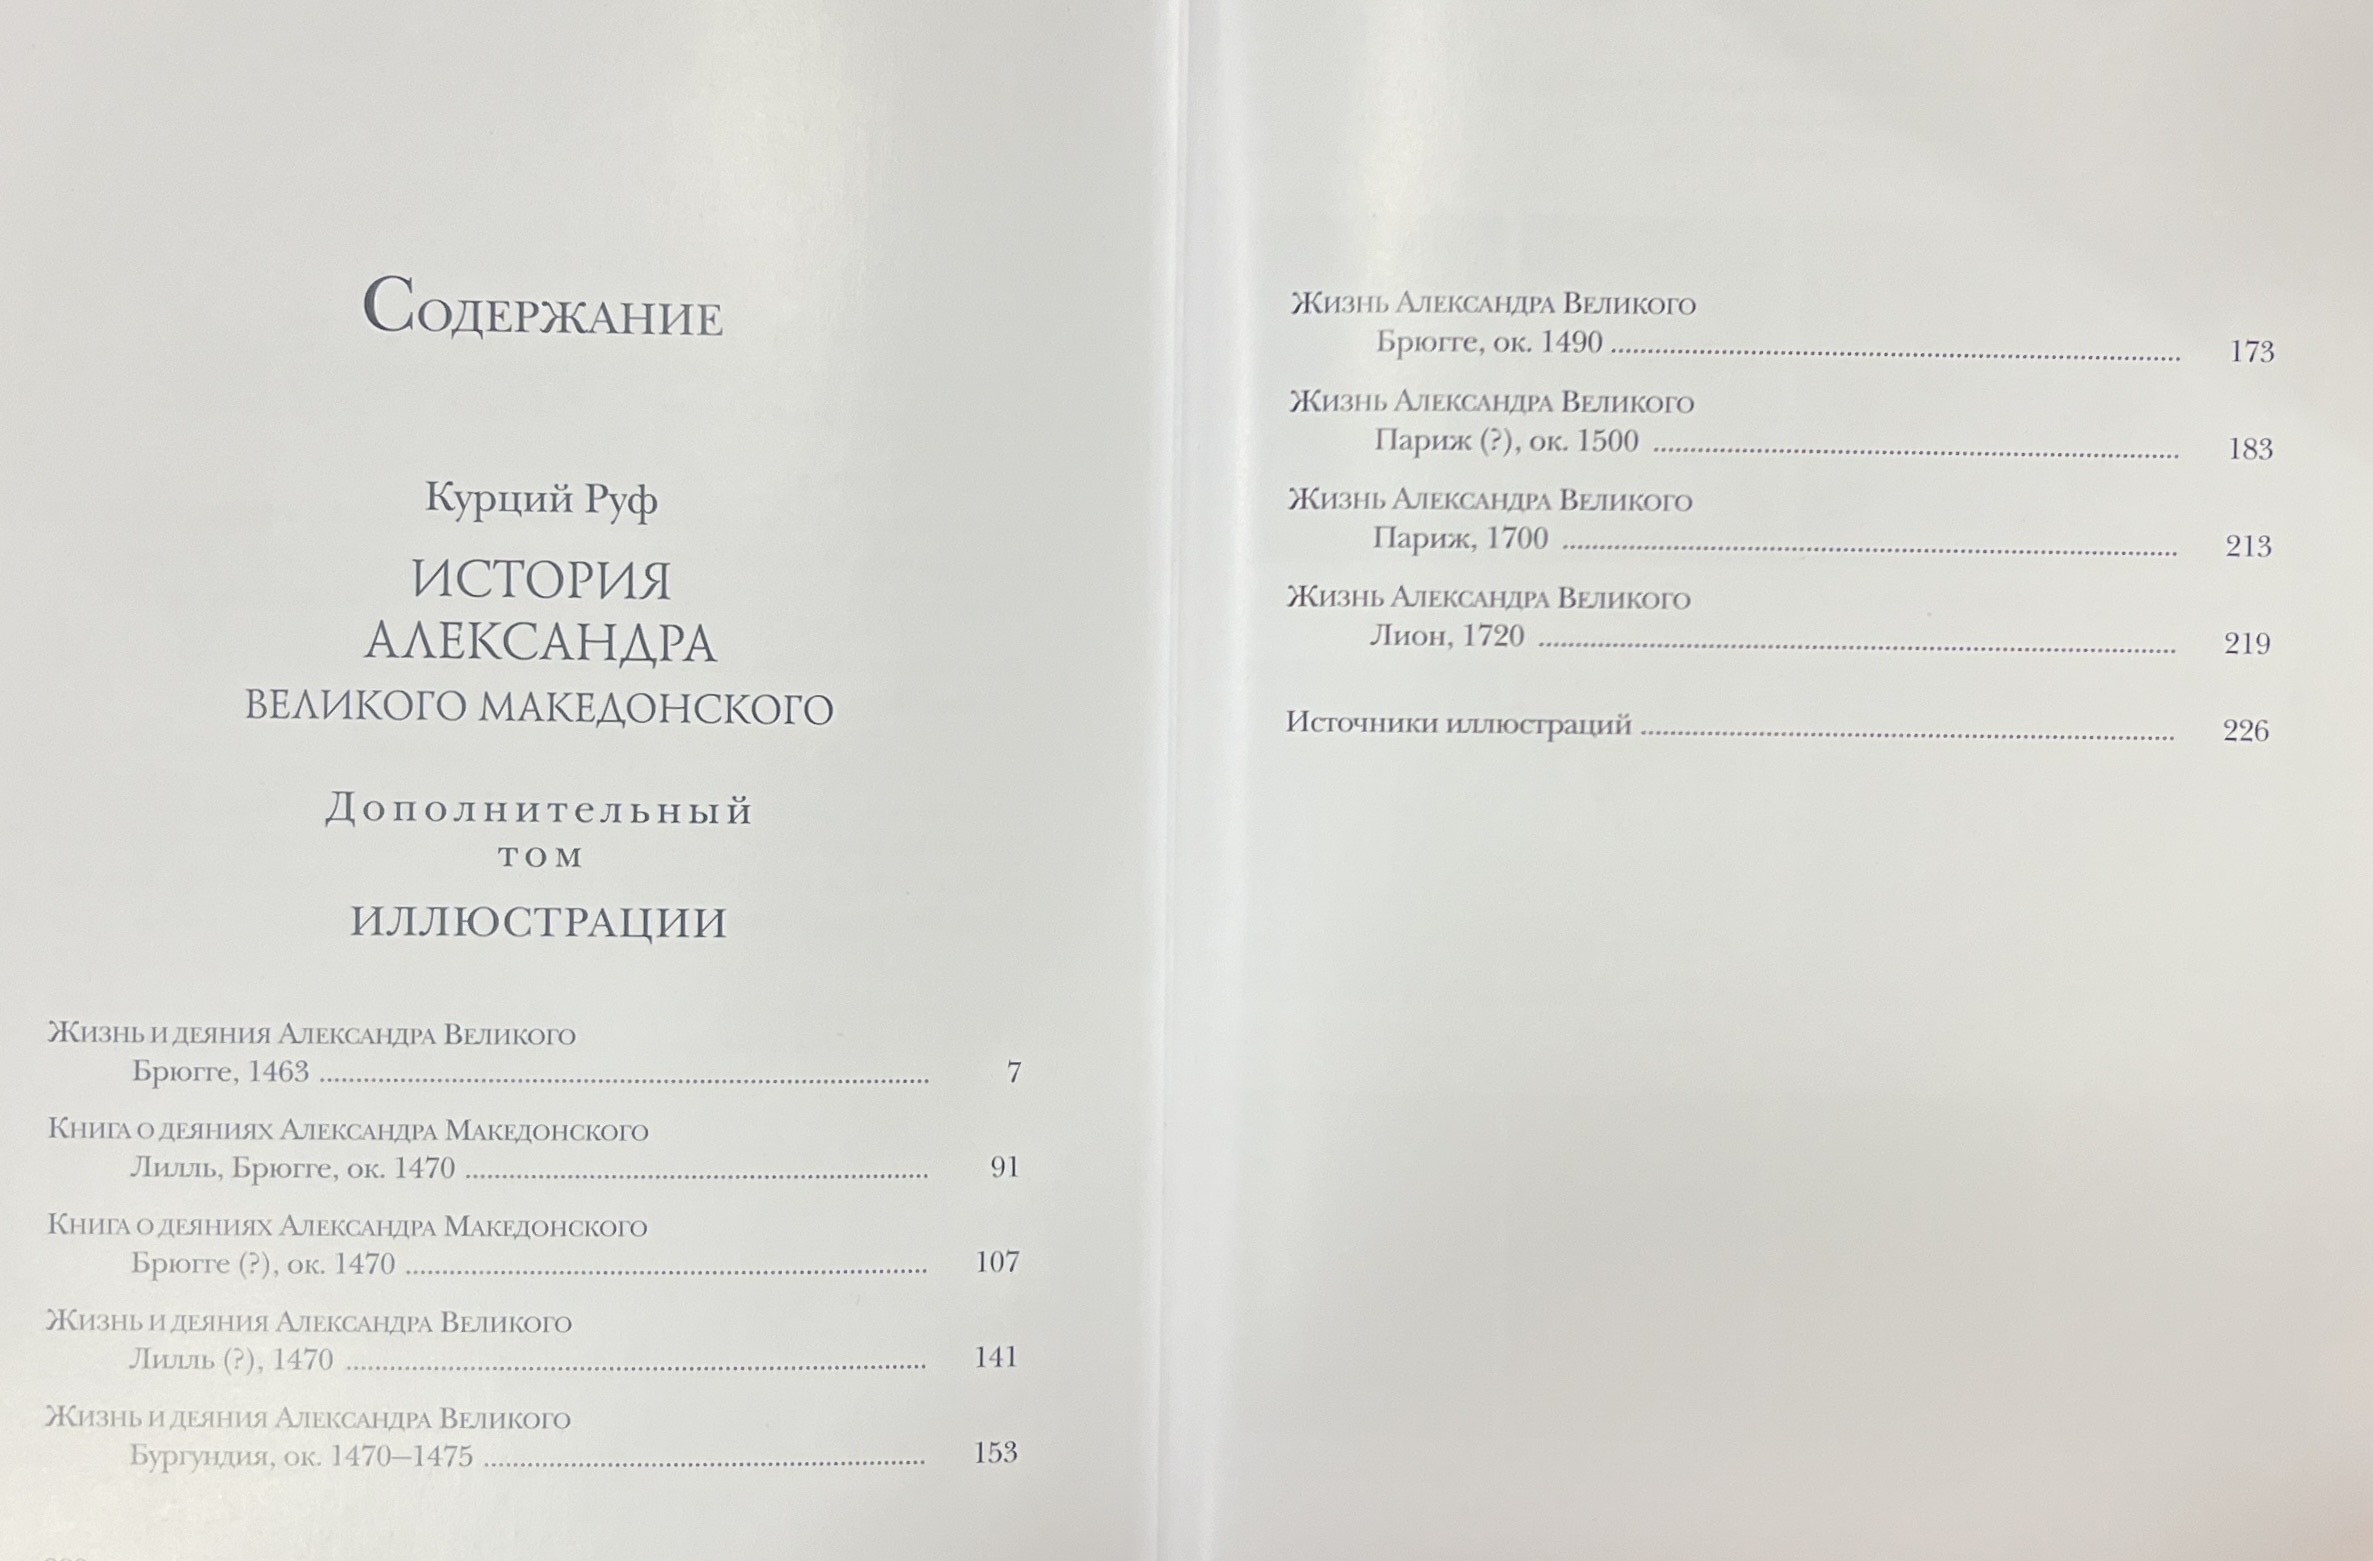 Содержание
Курций Руф
ИСТОРИЯ
АЛЕКСАНДРА
ВЕЛИКОГО МАКЕДОНСКОГО
Дополнительный
том
ИЛЛЮСТРАЦИИ
Жизнь и деяния Александра Великого
Брюгге, 1463 ........ 7
Книга о деяниях Александра Македонского
Лилль, Брюгге, ок. 1470 ........ 91
Книга о деяниях Александра Македонского
Брюгге (?), ок. 1470 ........ 107
Жизнь и деяния Александра Великого
Лилль (?), 1470 ........ 141
Жизнь и деяния Александра Великого
Бургундия, ок. 1470–1475 ........ 153
Жизнь Александра Великого
Брюгге, ок. 1490 ........ 173
Жизнь Александра Великого
Париж (?), ок. 1500 ........ 183
Жизнь Александра Великого
Париж, 1700 ........ 213
Жизнь Александра Великого
Лион, 1720 ........ 219
Источники иллюстраций ........ 226